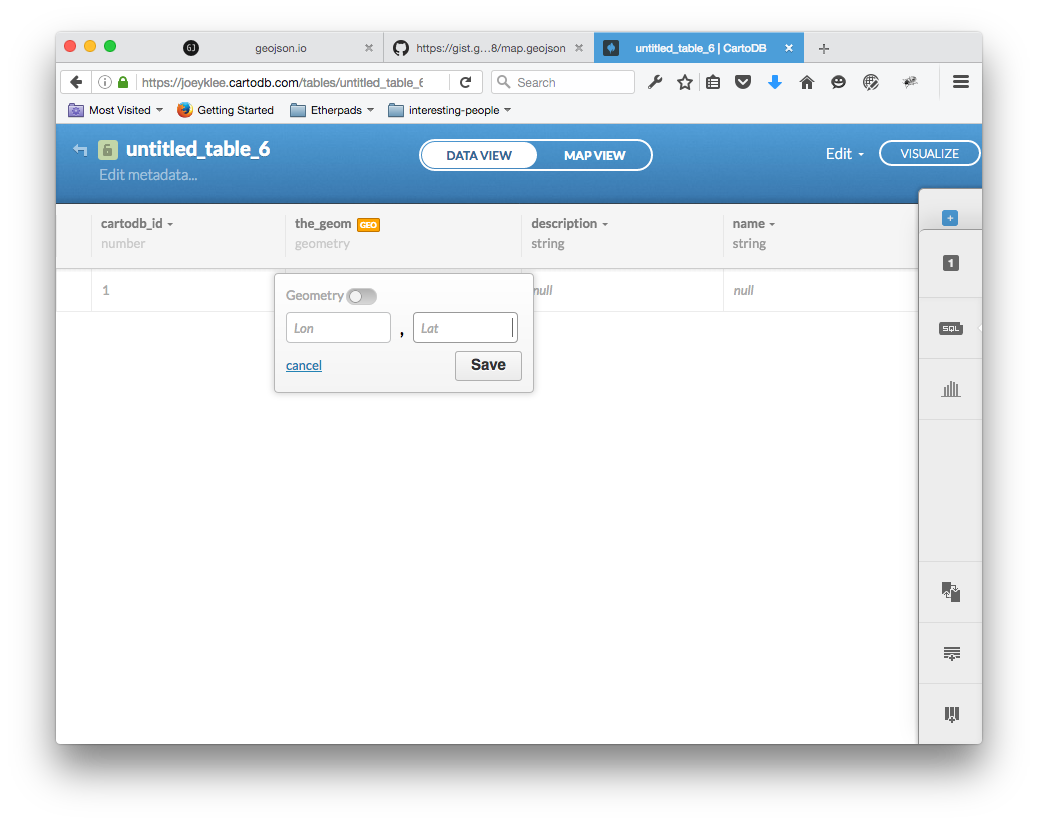 GJ geojson.io × https://gist.g...8/map.geojson × untitled_table_6 | CartoDB × +
https://joeyklee.cartodb.com/tables/untitled_table_6 Search
Most Visited Getting Started Etherpads interesting-people
untitled_table_6 DATA VIEW MAP VIEW Edit VISUALIZE
Edit metadata...
cartodb_id the_geom GEO description name
number geometry string string
1 null null
Geometry
Lon , Lat
cancel Save
+
1
SQL